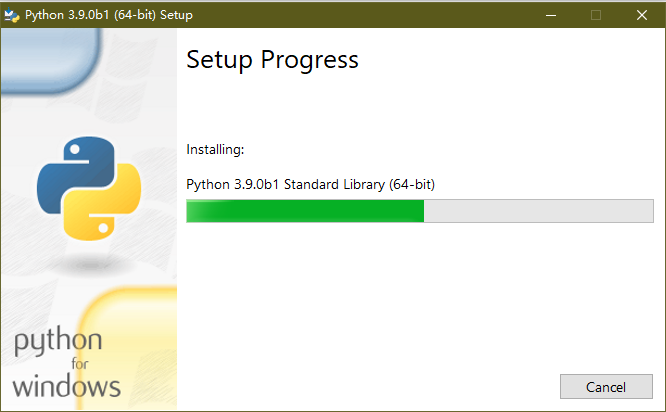 Python 3.9.0b1 (64-bit) Setup
Setup Progress
Installing:
Python 3.9.0b1 Standard Library (64-bit)
python
for
windows
Cancel